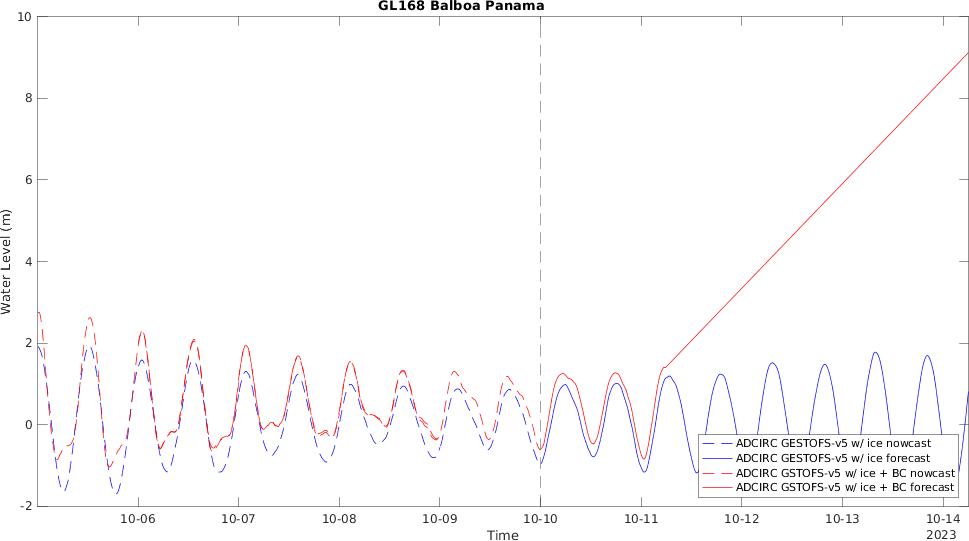 GL168 Balboa Panama
10
8
6
4
2
0
-2
Water Level (m)
ADCIRC GESTOFS-v5 w/ ice nowcast
ADCIRC GESTOFS-v5 w/ ice forecast
ADCIRC GSTOFS-v5 w/ ice + BC nowcast
ADCIRC GSTOFS-v5 w/ ice + BC forecast
10-06 10-07 10-08 10-09 10-10 10-11 10-12 10-13 10-14
Time
2023